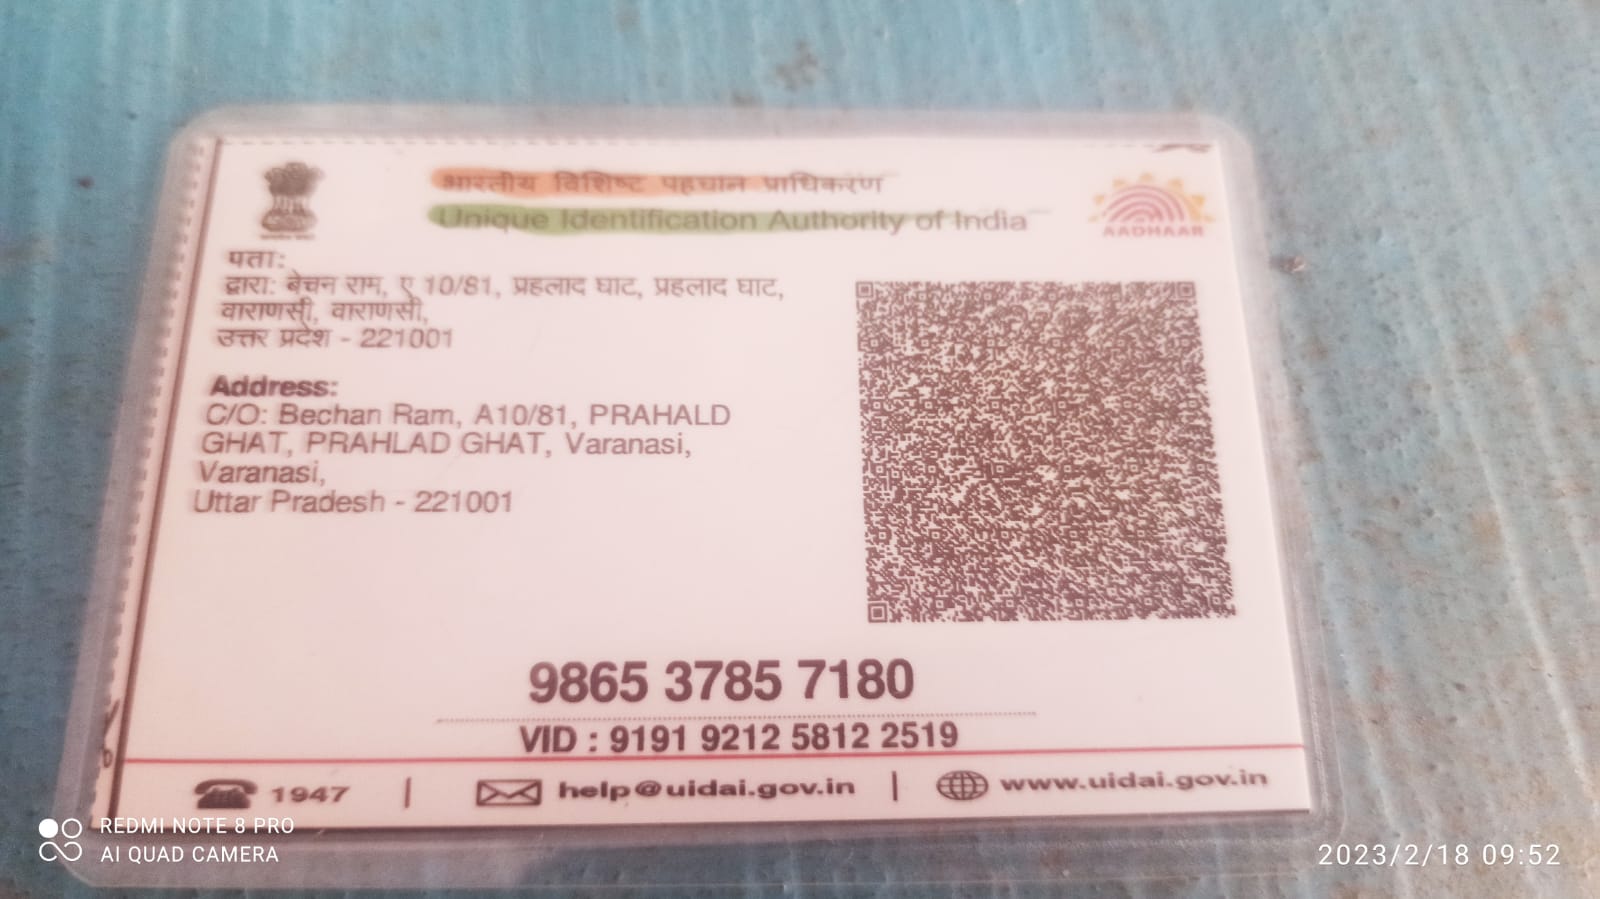 भारतीय विशिष्ट पहचान प्राधिकरण
Unique Identification Authority of India
AADHAAR
पता:
द्वारा: बेचन राम, ए 10/81, प्रहलाद घाट, प्रहलाद घाट,
वाराणसी, वाराणसी,
उत्तर प्रदेश - 221001
Address:
C/O: Bechan Ram, A10/81, PRAHALD
GHAT, PRAHLAD GHAT, Varanasi,
Varanasi,
Uttar Pradesh - 221001
9865 3785 7180
VID : 9191 9212 5812 2519
1947 | help@uidai.gov.in | www.uidai.gov.in
REDMI NOTE 8 PRO
AI QUAD CAMERA
2023/2/18 09:52